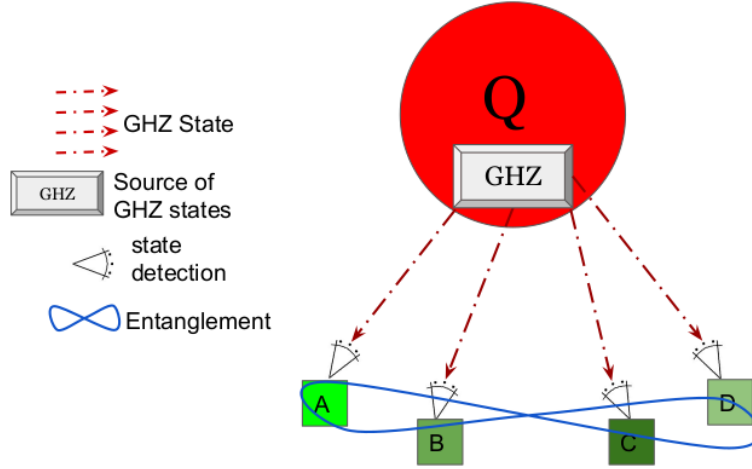 GHZ State
GHZ
Source of
GHZ states
state
detection
Entanglement
Q
GHZ
A
B
C
D